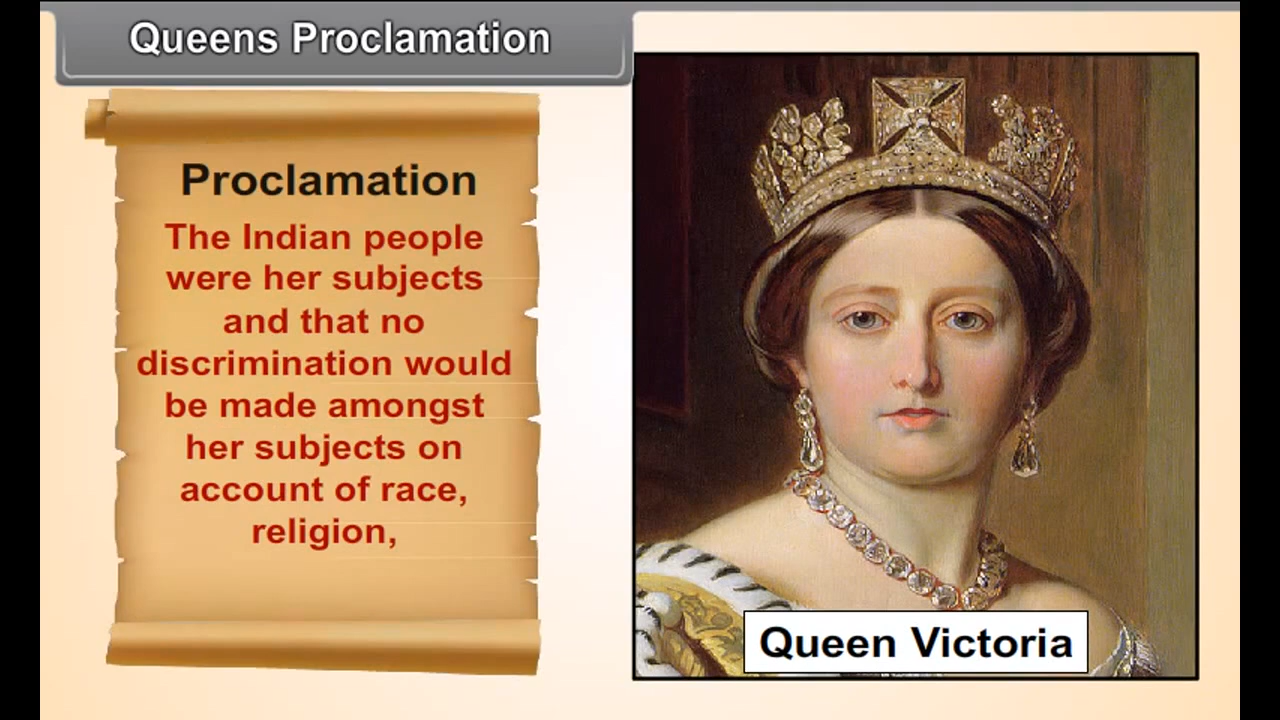 Queens Proclamation
Proclamation
The Indian people
were her subjects
and that no
discrimination would
be made amongst
her subjects on
account of race,
religion,
Queen Victoria